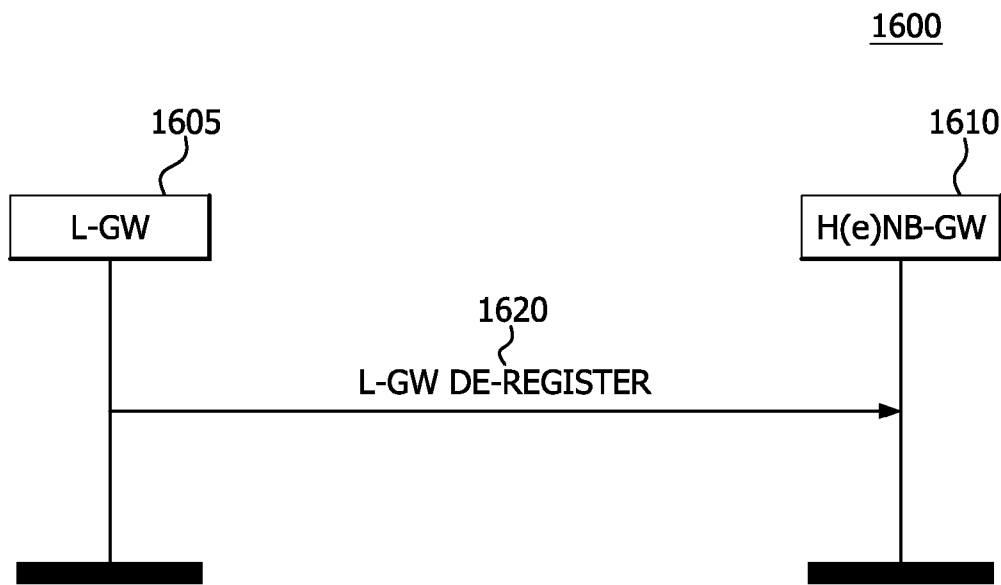 1600
1605
1610
L-GW
H(e)NB-GW
1620
L-GW DE-REGISTER